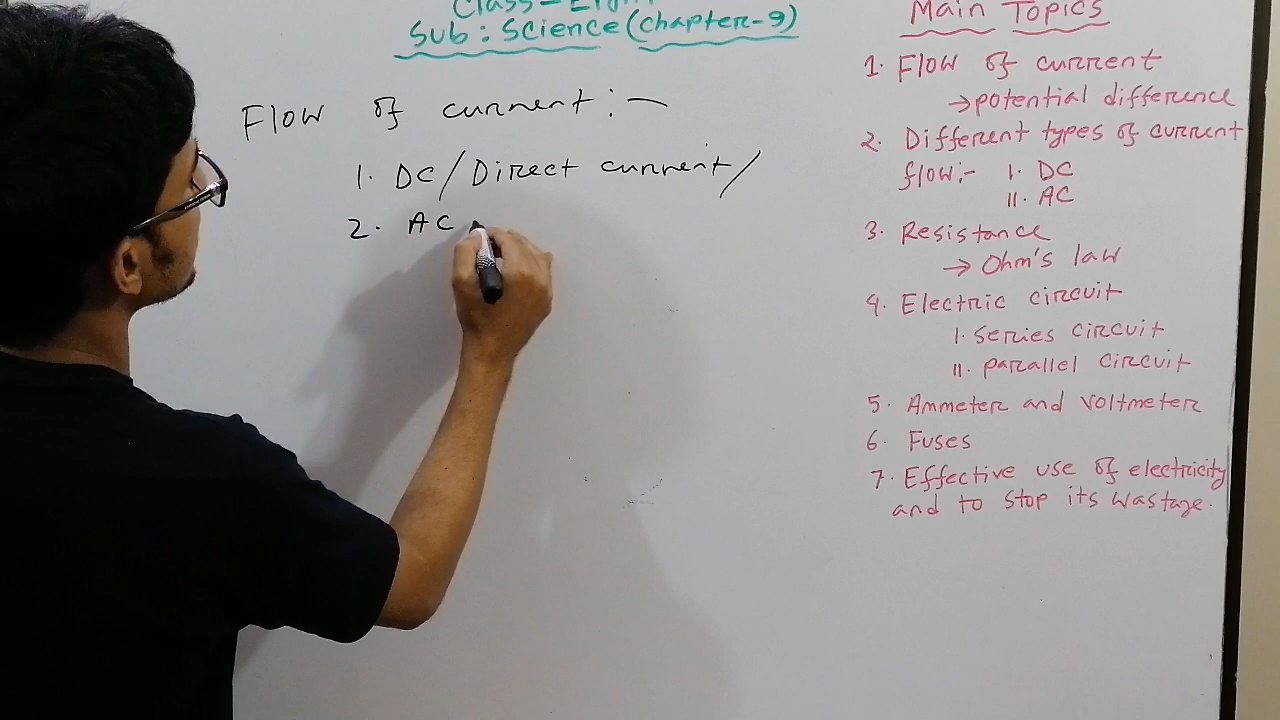 Class-Eight
Sub: Science (Chapter-9)
Flow of current:-
1. DC/Direct current/
2. AC
Main Topics
1. Flow of current
→potential difference
2. Different types of current
flow:- I. DC
II. AC
3. Resistance
→ Ohm's law
4. Electric circuit
I. Series circuit
II. parallel circuit
5. Ammeter and voltmeter
6. Fuses
7. Effective use of electricity
and to stop its wastage.